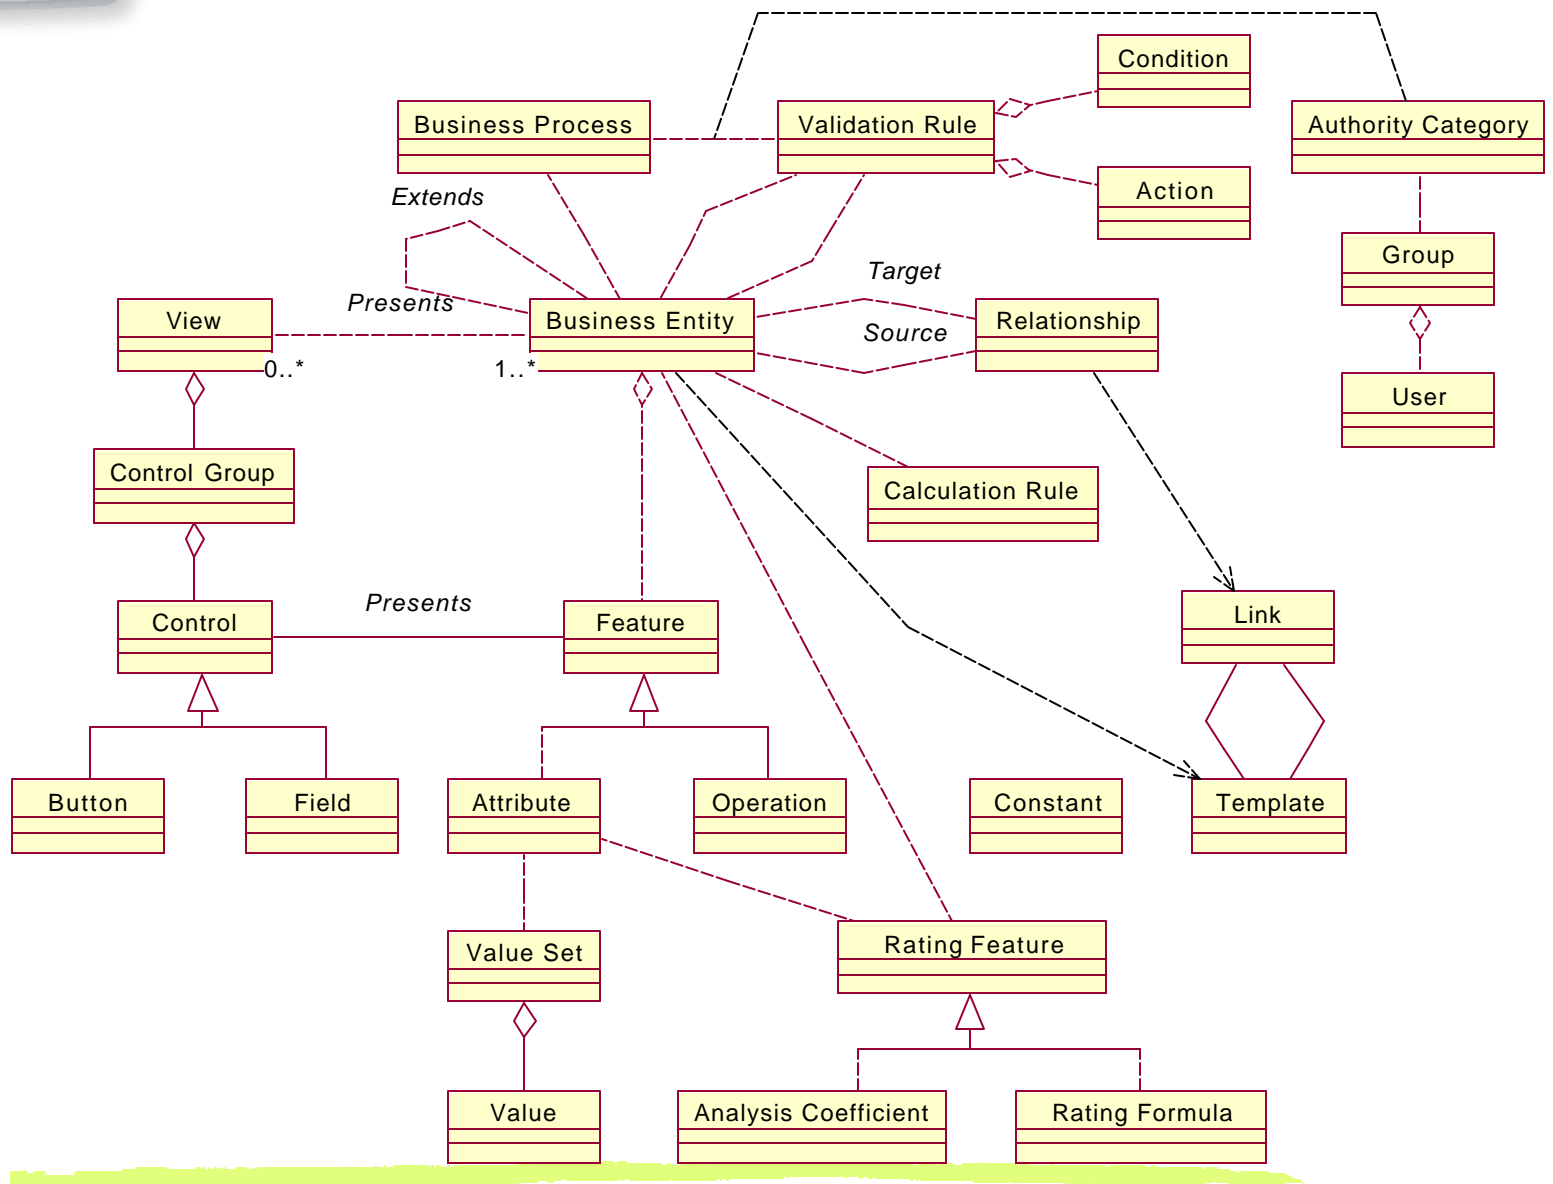 Condition
Business Process
Validation Rule
Authority Category
Extends
Action
Group
Target
Presents
View
Business Entity
Source
Relationship
0..*
1..*
User
Control Group
Calculation Rule
Presents
Control
Feature
Link
Button
Field
Attribute
Operation
Constant
Template
Value Set
Rating Feature
Value
Analysis Coefficient
Rating Formula